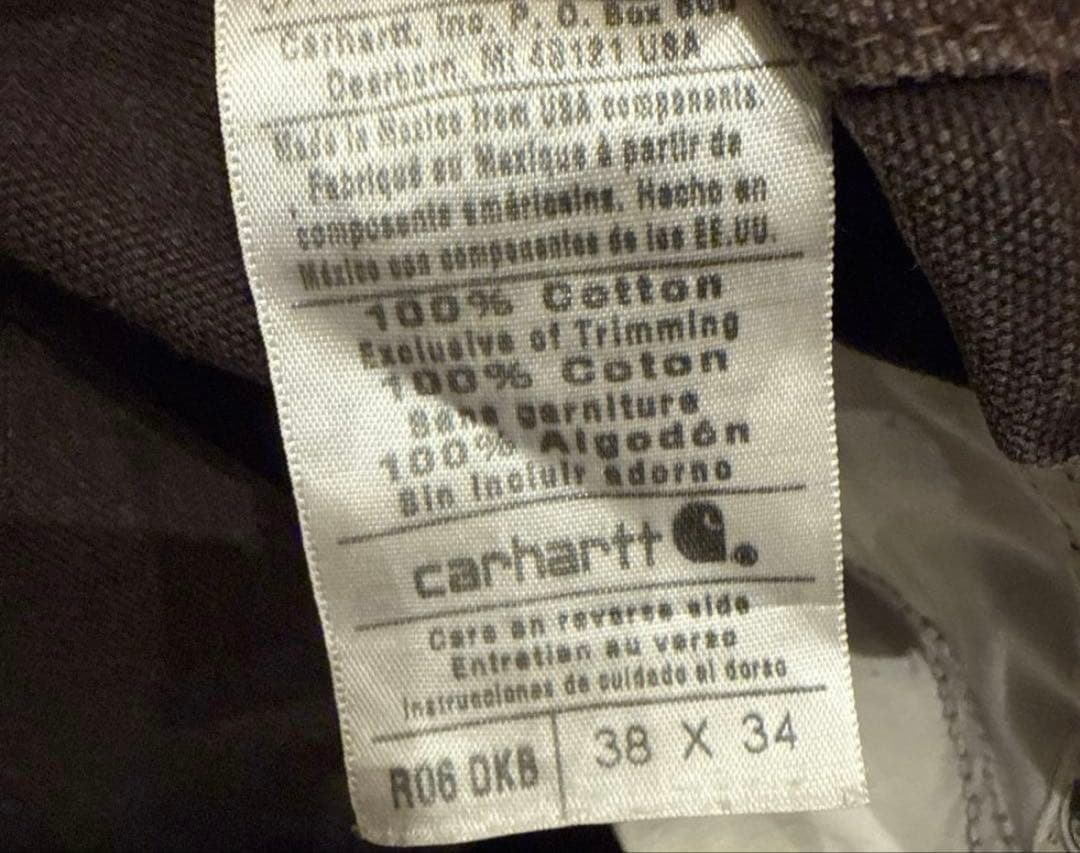 Carhartt, Inc. P. O. Box 600
Dearborn, MI 48121 USA
Made in Mexico from USA components.
Fabriqué au Mexique à partir de
composants américains. Hecho en
México con componentes de los EE.UU.
100% Cotton
Exclusive of Trimming
100% Coton
Sans garniture
100% Algodón
Sin Incluir adorno
carhartt
Care on reverse side
Entretien au verso
Instrucciones de cuidado al dorso
R06 DKB 38 X 34